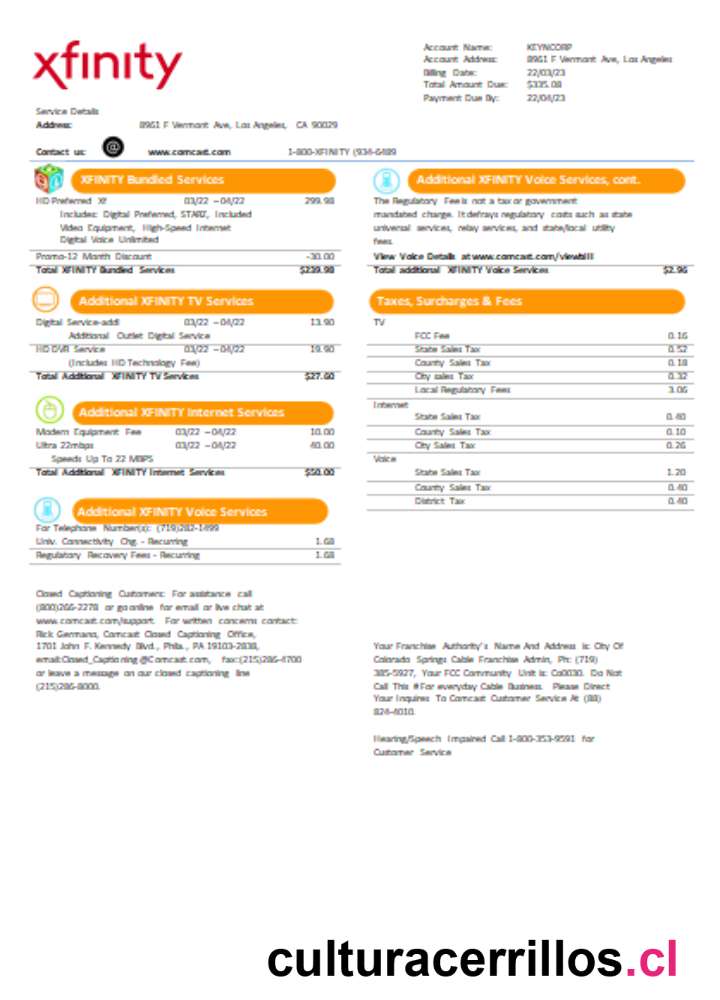 xfinity
Account Name: KEYNCORP
Account Address: 8961 F Vermont Ave, Los Angeles
Billing Date: 22/03/23
Total Amount Due: $335.08
Payment Due By: 22/04/23
Service Details
Address: 8961 F Vermont Ave, Los Angeles, CA 90029
Contact us: @ www.comcast.com 1-800-XFINITY (934-6489
XFINITY Bundled Services
HD Preferred Xf 03/22 –04/22 299.98
Includes: Digital Preferred, STARZ, Included
Video Equipment, High-Speed Internet
Digital Voice Unlimited
Promo-12 Month Discount -30.00
Total XFINITY Bundled Services $239.98
Additional XFINITY TV Services
Digital Service-addl 03/22 –04/22 13.90
Additional Outlet Digital Service
HD DVR Service 03/22 –04/22 19.90
(Includes HD Technology Fee)
Total Additional XFINITY TV Services $27.60
Additional XFINITY Internet Services
Modem Equipment Fee 03/22 –04/22 10.00
Ultra 22mbps 03/22 –04/22 40.00
Speeds Up To 22 MBPS
Total Additional XFINITY Internet Services $50.00
Additional XFINITY Voice Services
For Telephone Number(s): (719)282-1499
Univ. Connectivity Chg. - Recurring 1.68
Regulatory Recovery Fees - Recurring 1.68
Closed Captioning Customers: For assistance call
(800)266-2278 or go online for email or live chat at
www.comcast.com/support. For written concerns contact:
Rick Germano, Comcast Closed Captioning Office,
1701 John F. Kennedy Blvd., Phila., PA 19103-2838,
email:Closed_Captioning@Comcast.com, fax:(215)286-4700
or leave a message on our closed captioning line
(215)286-8000.
Additional XFINITY Voice Services, cont.
The Regulatory Fee is not a tax or government
mandated charge. It defrays regulatory costs such as state
universal services, relay services, and state/local utility
fees.
View Voice Details at www.comcast.com/viewbill
Total additional XFINITY Voice Services $2.96
Taxes, Surcharges & Fees
TV
FCC Fee 0.16
State Sales Tax 0.52
County Sales Tax 0.18
City sales Tax 0.32
Local Regulatory Fees 3.06
Internet
State Sales Tax 0.40
County Sales Tax 0.10
City Sales Tax 0.26
Voice
State Sales Tax 1.20
County Sales Tax 0.40
District Tax 0.40
Your Franchise Authority's Name And Address is: City Of
Colorado Springs Cable Franchise Admin, Ph: (719)
385-5927, Your FCC Community Unit is: Co0030. Do Not
Call This # For everyday Cable Business. Please Direct
Your Inquires To Comcast Customer Service At (88)
824-4010.
Hearing/Speech Impaired Call 1-800-353-9591 for
Customer Service
culturacerrillos.cl